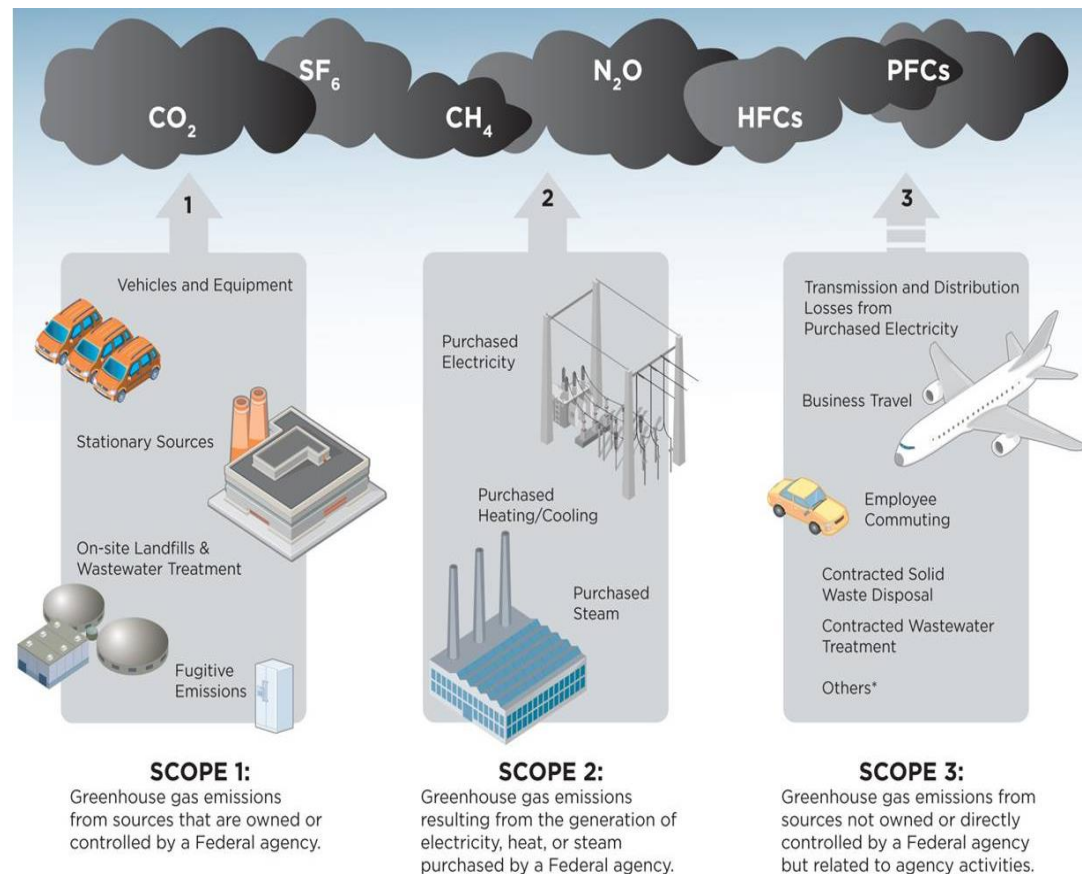 SF6
N2O
PFCs
CO2
CH4
HFCs
1
2
3
Vehicles and Equipment
Stationary Sources
On-site Landfills &
Wastewater Treatment
Fugitive
Emissions
SCOPE 1:
Greenhouse gas emissions
from sources that are owned or
controlled by a Federal agency.
Purchased
Electricity
Purchased
Heating/Cooling
Purchased
Steam
SCOPE 2:
Greenhouse gas emissions
resulting from the generation of
electricity, heat, or steam
purchased by a Federal agency.
Transmission and Distribution
Losses from
Purchased Electricity
Business Travel
Employee
Commuting
Contracted Solid
Waste Disposal
Contracted Wastewater
Treatment
Others*
SCOPE 3:
Greenhouse gas emissions from
sources not owned or directly
controlled by a Federal agency
but related to agency activities.